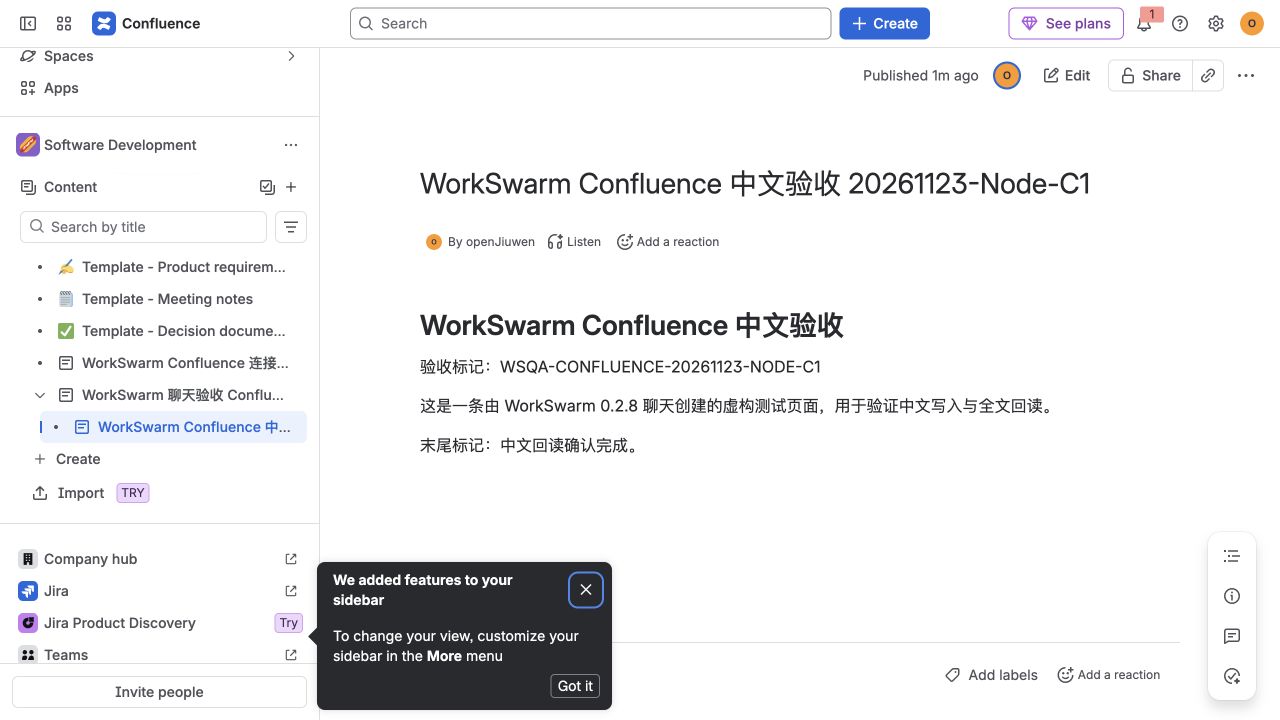 Confluence
Search
Create
See plans
1
O
Spaces
Apps
Software Development
Content
Search by title
Template - Product requirem...
Template - Meeting notes
Template - Decision docume...
WorkSwarm Confluence 连接...
WorkSwarm 聊天验收 Conflu...
WorkSwarm Confluence 中...
Create
Import TRY
Company hub
Jira
Jira Product Discovery Try
Teams
Invite people
Published 1m ago
O
Edit
Share
WorkSwarm Confluence 中文验收 20261123-Node-C1
O By openJiuwen Listen Add a reaction
WorkSwarm Confluence 中文验收
验收标记：WSQA-CONFLUENCE-20261123-NODE-C1
这是一条由 WorkSwarm 0.2.8 聊天创建的虚构测试页面，用于验证中文写入与全文回读。
末尾标记：中文回读确认完成。
We added features to your
sidebar
To change your view, customize your
sidebar in the More menu
Got it
Add labels Add a reaction